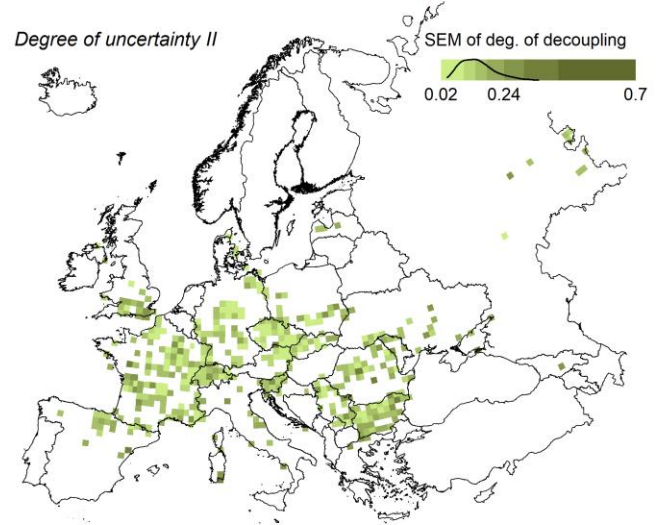 Degree of uncertainty II
SEM of deg. of decoupling
0.02 0.24 0.7